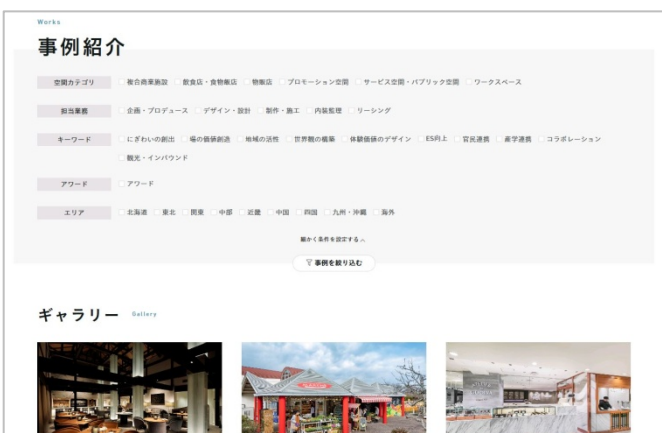 Works
事例紹介
空間カテゴリ 複合商業施設 飲食店・食物販店 物販店 プロモーション空間 サービス空間・パブリック空間 ワークスペース
担当業務 企画・プロデュース デザイン・設計 制作・施工 内装監理 リーシング
キーワード にぎわいの創出 場の価値創造 地域の活性 世界観の構築 体験価値のデザイン ES向上 官民連携 産学連携 コラボレーション
観光・インバウンド
アワード アワード
エリア 北海道 東北 関東 中部 近畿 中国 四国 九州・沖縄 海外
細かく条件を設定する
事例を絞り込む
ギャラリー Gallery